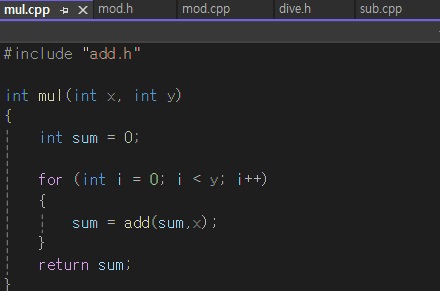 mul.cpp mod.h mod.cpp dive.h sub.cpp
#include "add.h"
int mul(int x, int y)
{
int sum = 0;
for (int i = 0; i < y; i++)
{
sum = add(sum,x);
}
return sum;
}